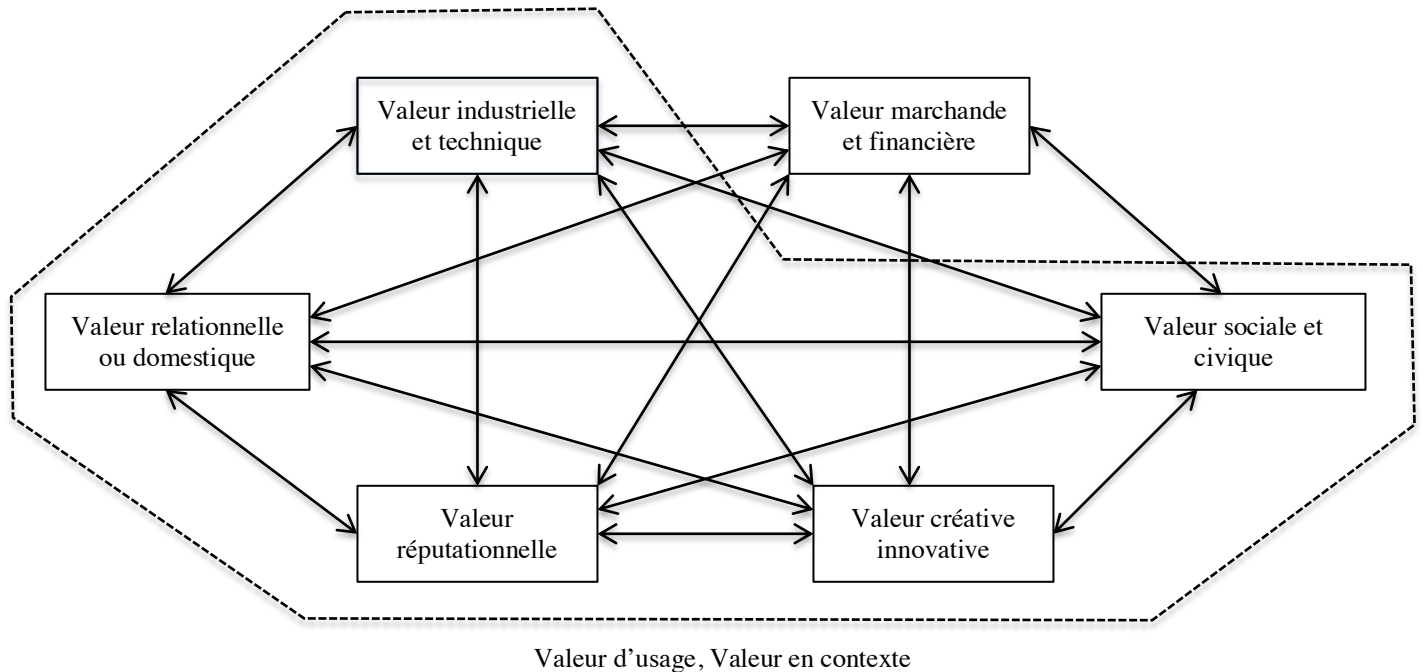 Valeur industrielle
et technique
Valeur marchande
et financière
Valeur relationnelle
ou domestique
Valeur sociale et
civique
Valeur
réputationnelle
Valeur créative
innovative
Valeur d’usage, Valeur en contexte